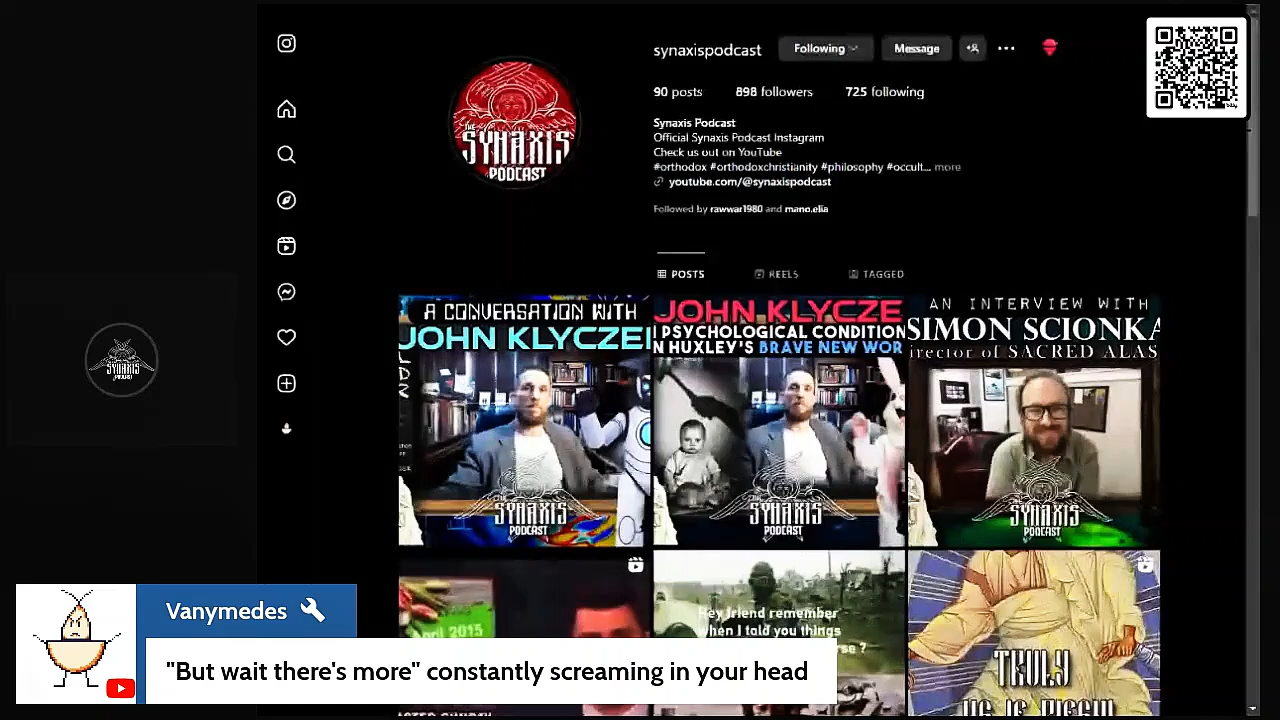 synaxispodcast
Following
Message
90 posts
898 followers
725 following
Synaxis Podcast
Official Synaxis Podcast Instagram
Check us out on YouTube
#orthodox #orthodoxchristianity #philosophy #occult... more
youtube.com/@synaxispodcast
Followed by rawwar1980 and mano.elia
THE
SYNAXIS
PODCAST
POSTS
REELS
TAGGED
A CONVERSATION WITH
JOHN KLYCZE
SYNAXIS
PODCAST
JOHN KLYCZE
PSYCHOLOGICAL CONDITION
N HUXLEY'S BRAVE NEW WOR
SYNAXIS
PODCAST
AN INTERVIEW WITH
SIMON SCIONKA
irector of SACRED ALAS
SYNAXIS
PODCAST
SYNAXIS
PODCAST
April 2015
Hey friend remember
when I told you things
TRULY
Vanymedes
"But wait there's more" constantly screaming in your head